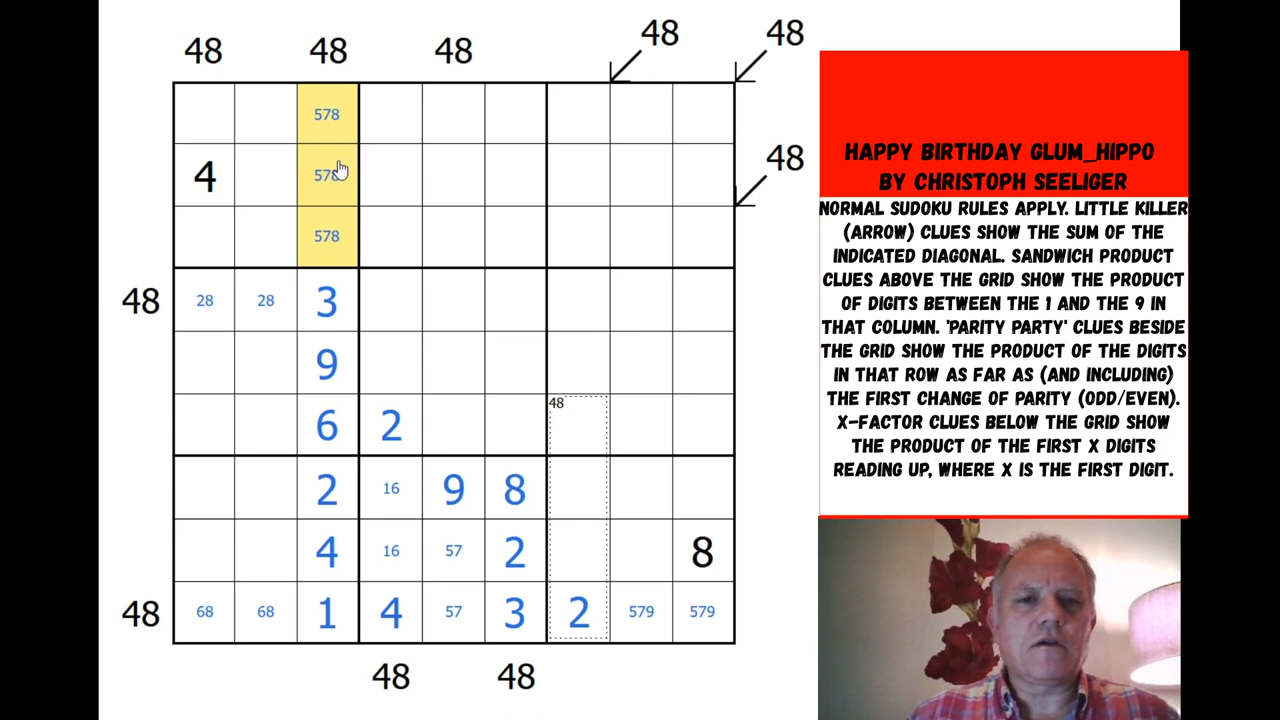 48 48
48 48 48
578
4 578
48
578
48 28 28 3
9
48
6 2
2 16 9 8
4 16 57 2 8
48 68 68 1 4 57 3 2 579 579
48 48
HAPPY BIRTHDAY GLUM_HIPPO
BY CHRISTOPH SEELIGER
NORMAL SUDOKU RULES APPLY. LITTLE KILLER
(ARROW) CLUES SHOW THE SUM OF THE
INDICATED DIAGONAL. SANDWICH PRODUCT
CLUES ABOVE THE GRID SHOW THE PRODUCT
OF DIGITS BETWEEN THE 1 AND THE 9 IN
THAT COLUMN. 'PARITY PARTY' CLUES BESIDE
THE GRID SHOW THE PRODUCT OF THE DIGITS
IN THAT ROW AS FAR AS (AND INCLUDING)
THE FIRST CHANGE OF PARITY (ODD/EVEN).
X-FACTOR CLUES BELOW THE GRID SHOW
THE PRODUCT OF THE FIRST X DIGITS
READING UP, WHERE X IS THE FIRST DIGIT.